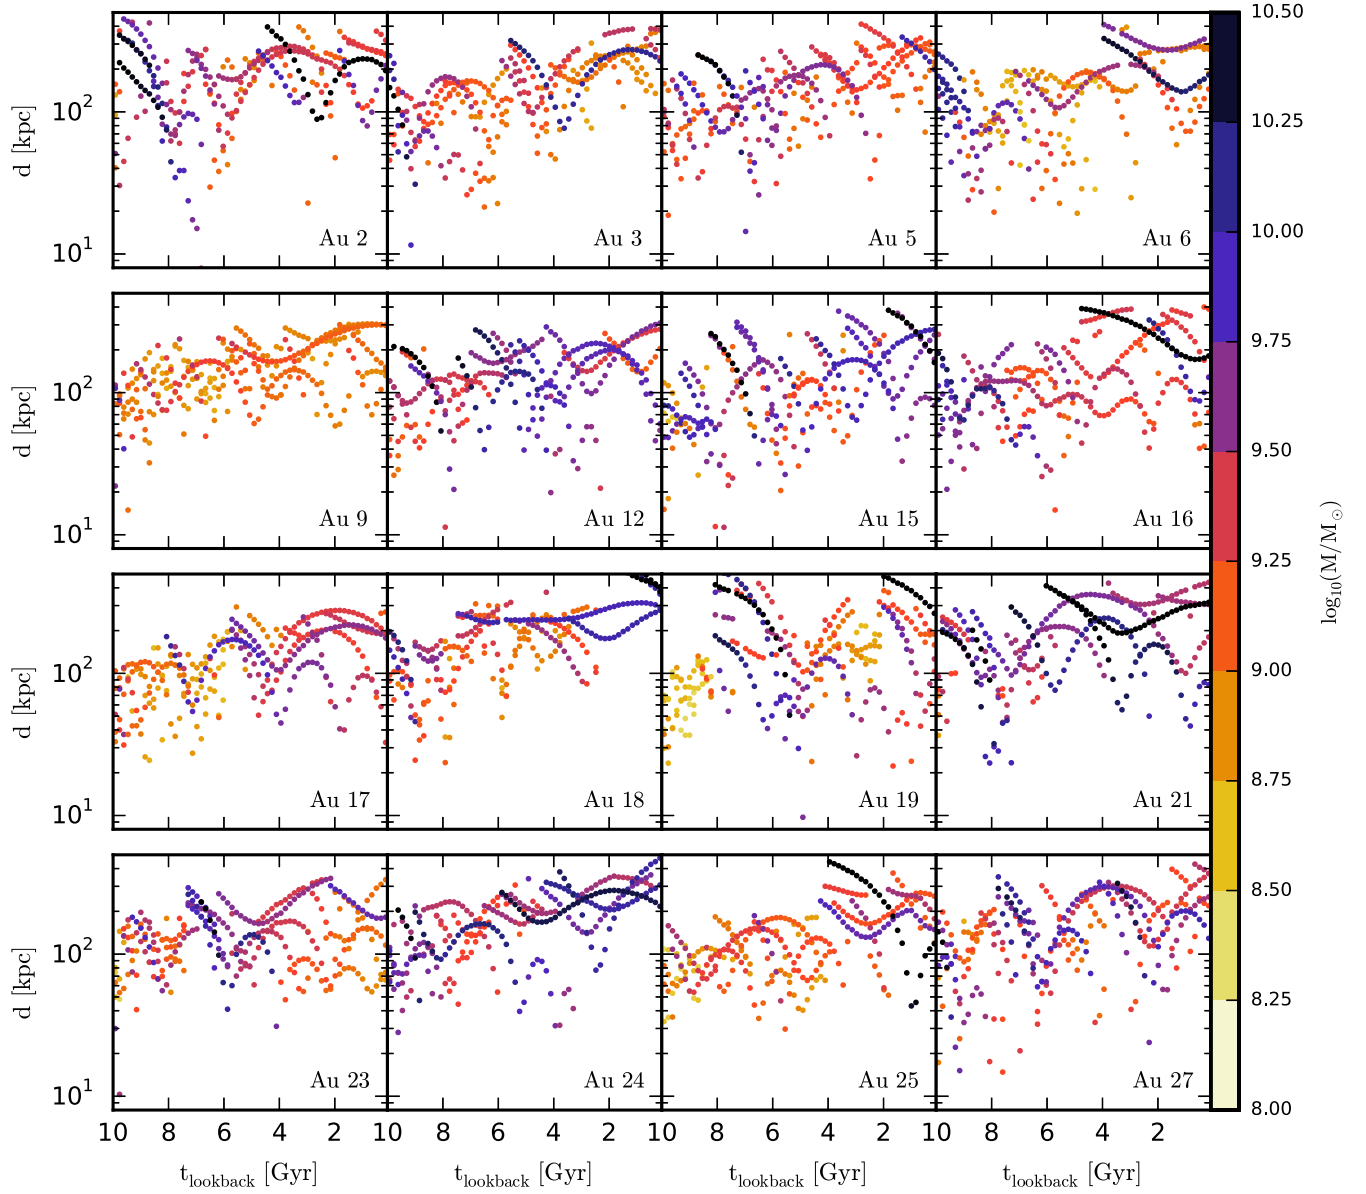 10.50
10²
d [kpc]
10¹
Au 2
Au 3
Au 5
Au 6
10.25
10.00
10²
d [kpc]
10¹
Au 9
Au 12
Au 15
Au 16
9.75
9.50
9.25
log₁₀(M/M☉)
10²
d [kpc]
10¹
Au 17
Au 18
Au 19
Au 21
9.00
8.75
10²
d [kpc]
10¹
Au 23
Au 24
Au 25
Au 27
8.50
8.25
8.00
10 8 6 4 2 10 8 6 4 2 10 8 6 4 2 10 8 6 4 2
t_lookback [Gyr] t_lookback [Gyr] t_lookback [Gyr] t_lookback [Gyr]